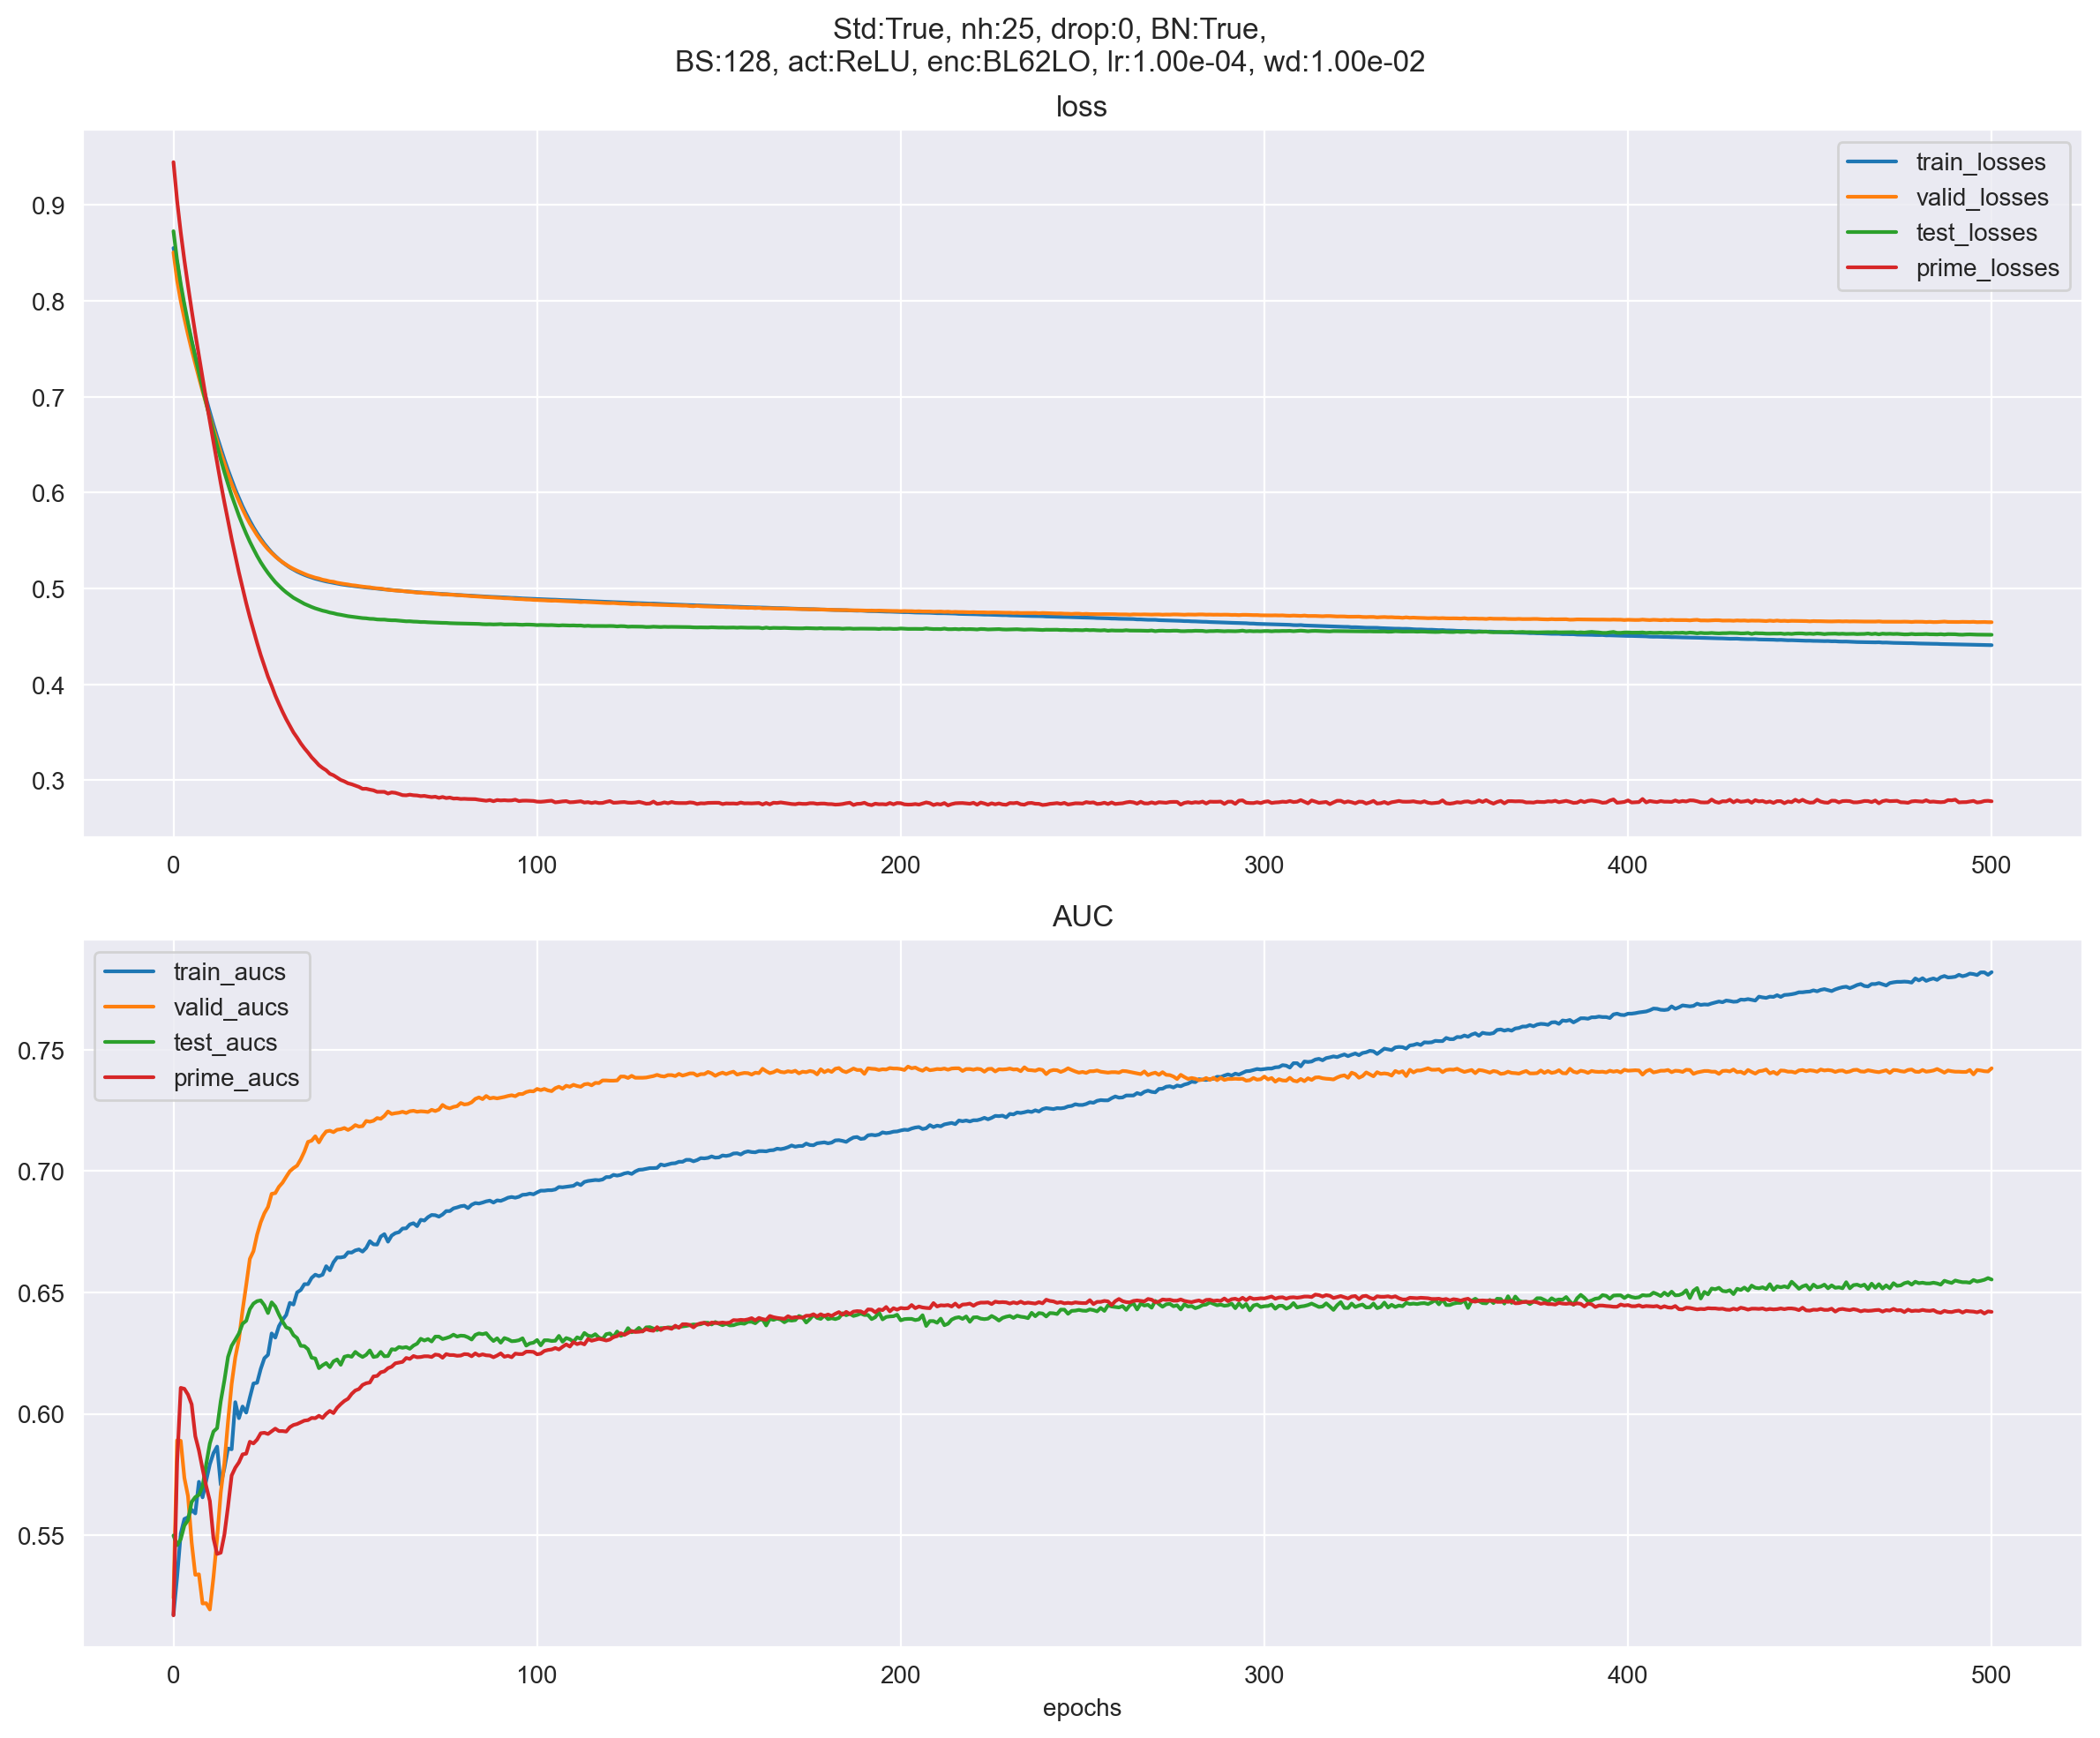 Std:True, nh:25, drop:0, BN:True,
BS:128, act:ReLU, enc:BL62LO, lr:1.00e-04, wd:1.00e-02
loss
train_losses
valid_losses
test_losses
prime_losses
0.9
0.8
0.7
0.6
0.5
0.4
0.3
0 100 200 300 400 500
AUC
train_aucs
valid_aucs
test_aucs
prime_aucs
0.75
0.70
0.65
0.60
0.55
0 100 200 300 400 500
epochs